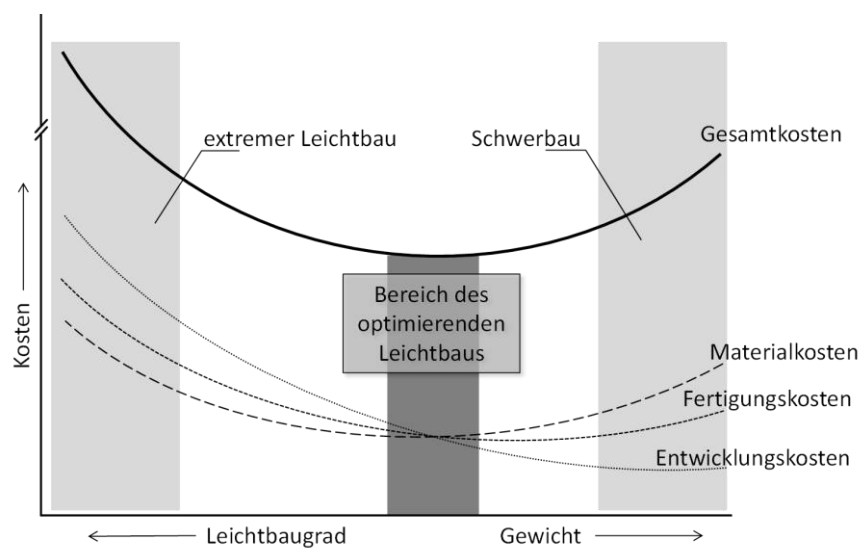 extremer Leichtbau
Schwerbau
Gesamtkosten
Kosten
Bereich des
optimierenden
Leichtbaus
Materialkosten
Fertigungskosten
Entwicklungskosten
Leichtbaugrad
Gewicht